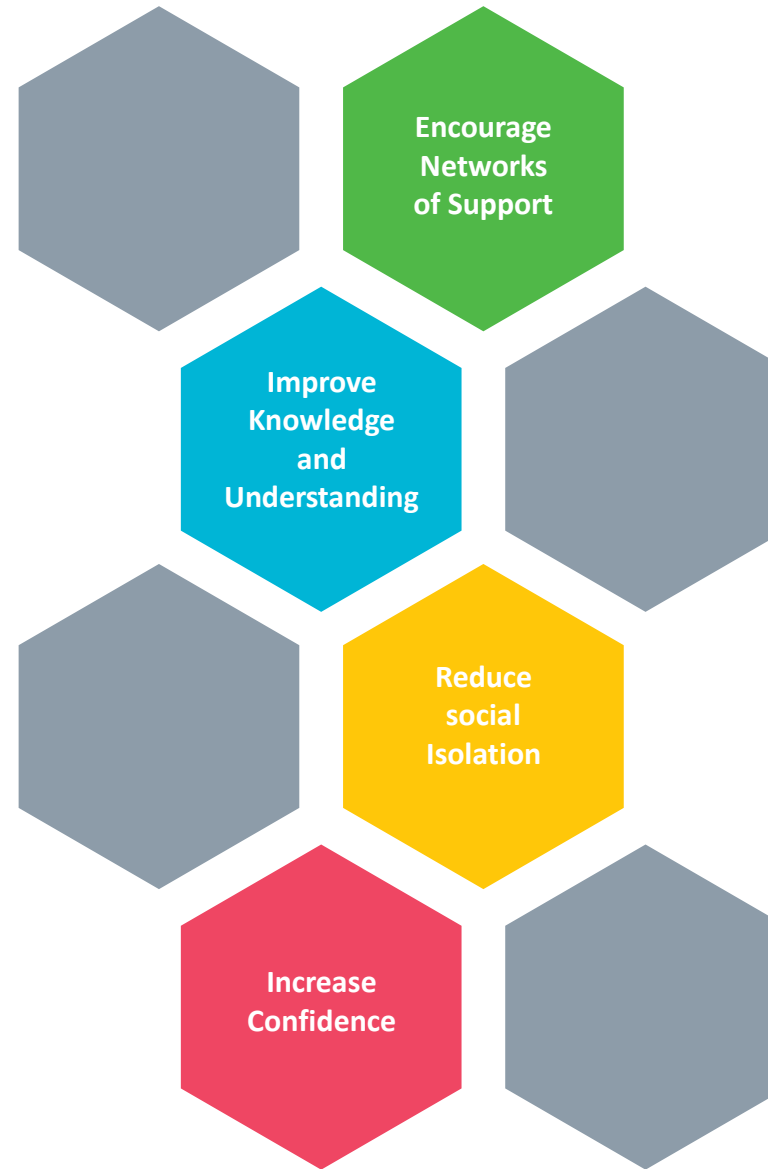 Encourage
Networks
of Support
Improve
Knowledge
and
Understanding
Reduce
social
Isolation
Increase
Confidence